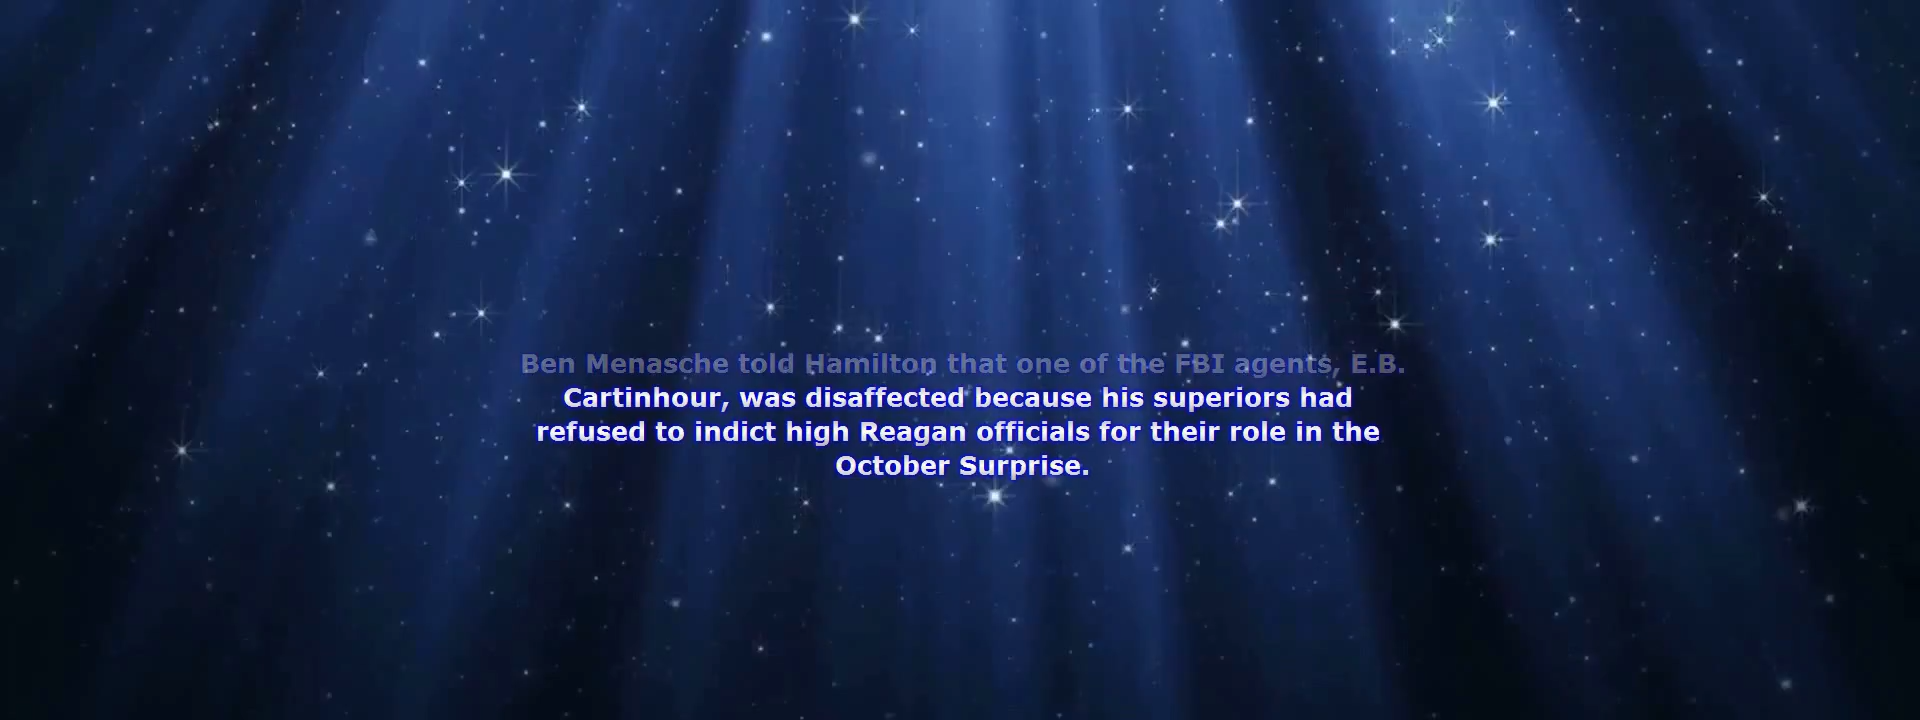 Ben Menasche told Hamilton that one of the FBI agents, E.B.
Cartinhour, was disaffected because his superiors had
refused to indict high Reagan officials for their role in the
October Surprise.